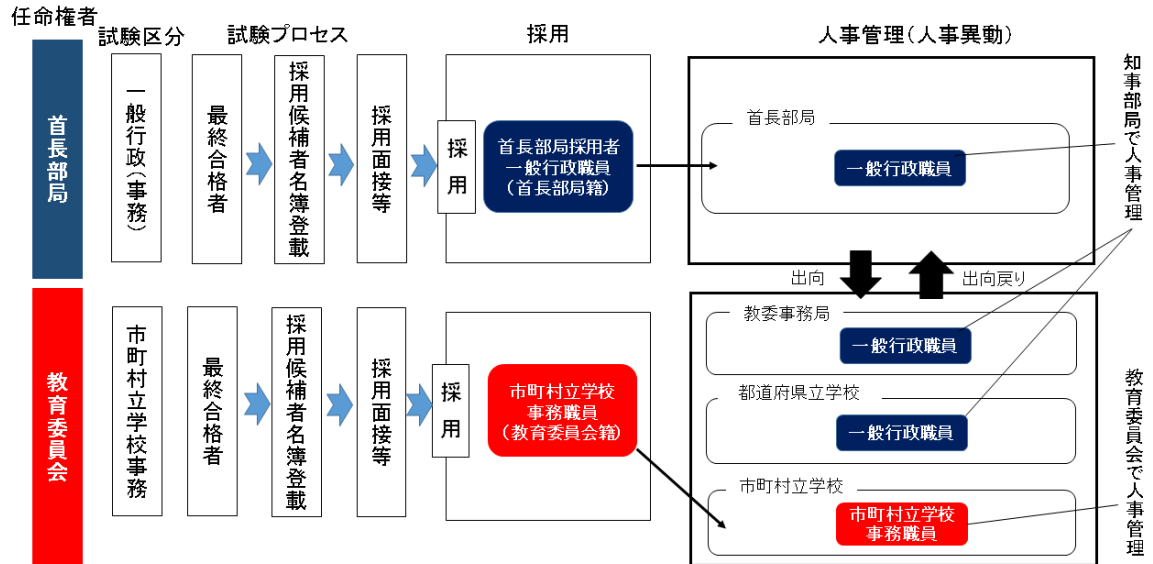 任命権者
試験区分
試験プロセス
採用
人事管理(人事異動)
首長部局
一般行政(事務)
最終合格者
採用候補者名簿登載
採用面接等
採用
首長部局採用者
一般行政職員
(首長部局籍)
首長部局
一般行政職員
知事部局で人事管理
出向
出向戻り
教育委員会
市町村立学校事務
最終合格者
採用候補者名簿登載
採用面接等
採用
市町村立学校
事務職員
(教育委員会籍)
教委事務局
一般行政職員
都道府県立学校
一般行政職員
市町村立学校
市町村立学校
事務職員
教育委員会で人事管理